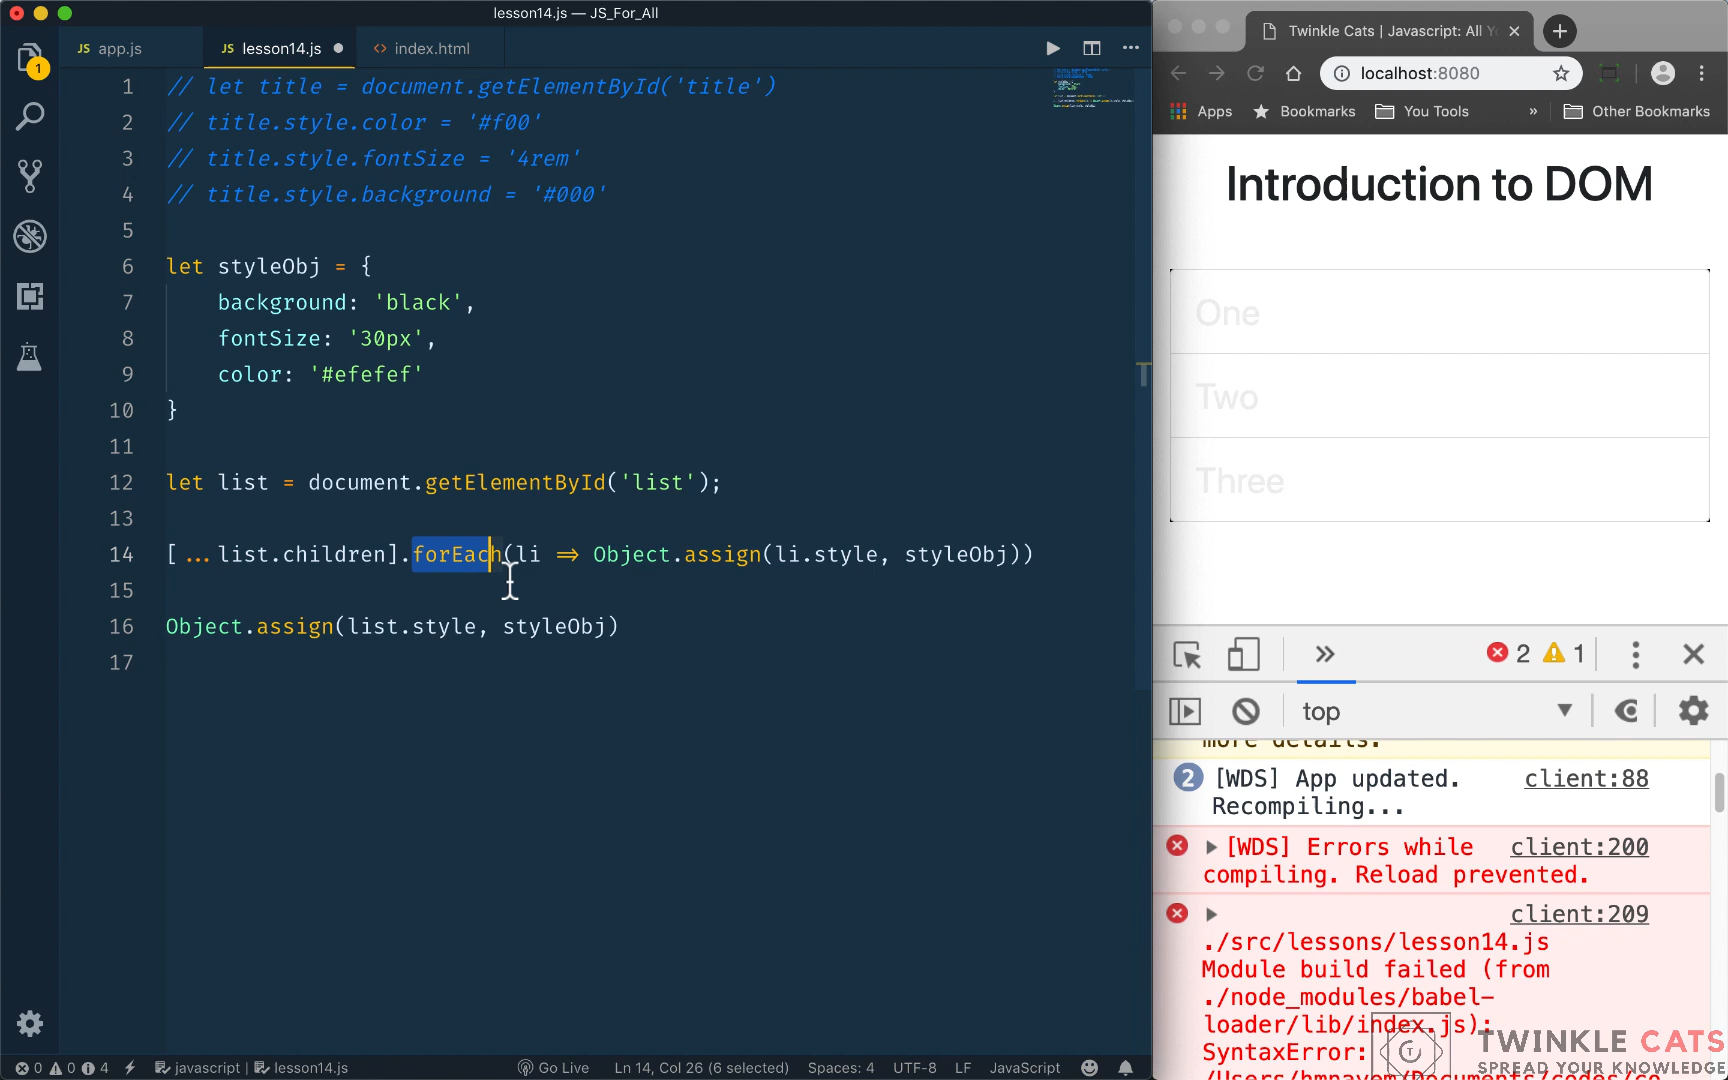 lesson14.js — JS_For_All
JS app.js
JS lesson14.js
<> index.html
1 // let title = document.getElementById('title')
2 // title.style.color = '#f00'
3 // title.style.fontSize = '4rem'
4 // title.style.background = '#000'
5
6 let styleObj = {
7 background: 'black',
8 fontSize: '30px',
9 color: '#efefef'
10 }
11
12 let list = document.getElementById('list');
13
14 [...list.children].forEach(li => Object.assign(li.style, styleObj))
15
16 Object.assign(list.style, styleObj)
17
1
0 0 4 javascript | lesson14.js Go Live Ln 14, Col 26 (6 selected) Spaces: 4 UTF-8 LF JavaScript
Twinkle Cats | Javascript: All
localhost:8080
Apps Bookmarks You Tools » Other Bookmarks
Introduction to DOM
One
Two
Three
2 1
top
more details.
2 [WDS] App updated. client:88
Recompiling...
[WDS] Errors while client:200
compiling. Reload prevented.
client:209
./src/lessons/lesson14.js
Module build failed (from
./node_modules/babel-
loader/lib/index.js):
SyntaxError:
TWINKLE CATS
SPREAD YOUR KNOWLEDGE